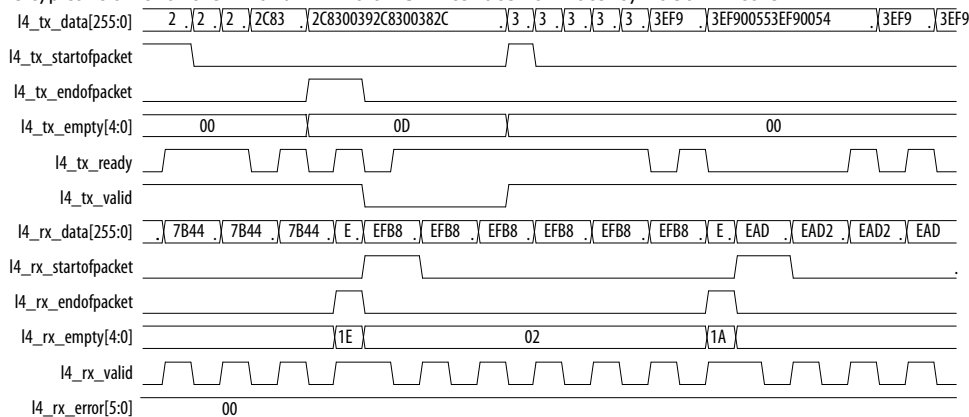 l4_tx_data[255:0] 2 . 2 . 2 . 2C83 2C8300392C8300382C . 3 . 3 . 3 . 3 . 3 . 3EF9 3EF900553EF90054 . 3EF9 3EF9
l4_tx_startofpacket
l4_tx_endofpacket
l4_tx_empty[4:0] 00 0D 00
l4_tx_ready
l4_tx_valid
l4_rx_data[255:0] . 7B44 . 7B44 . 7B44 . E . EFB8 . EFB8 . EFB8 . EFB8 . EFB8 . EFB8 . E . EAD . EAD2 . EAD2 . EAD
l4_rx_startofpacket .
l4_rx_endofpacket
l4_rx_empty[4:0] 1E 02 1A
l4_rx_valid
l4_rx_error[5:0] 00